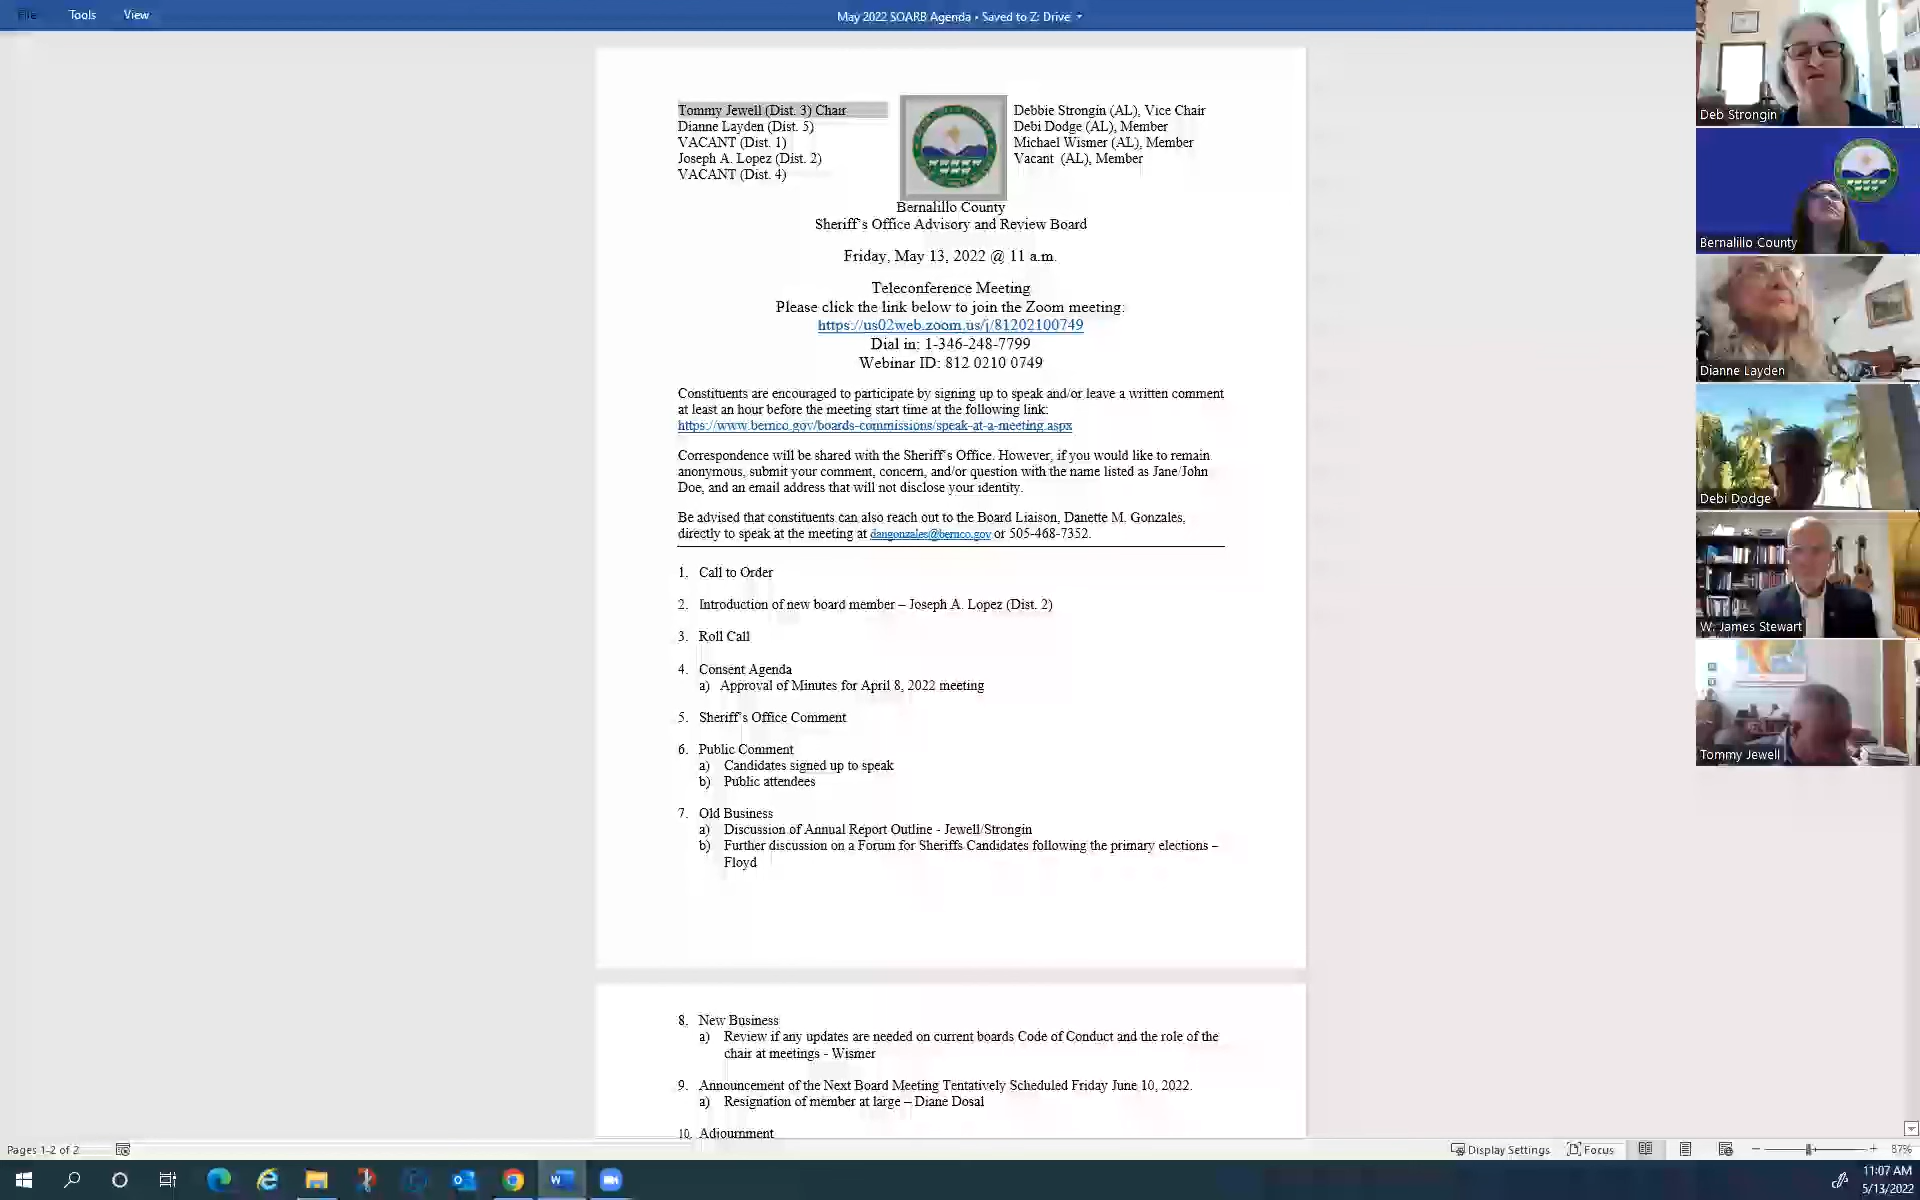 File Tools View
May 2022 SOARB Agenda • Saved to Z: Drive
Tommy Jewell (Dist. 3) Chair
Dianne Layden (Dist. 5)
VACANT (Dist. 1)
Joseph A. Lopez (Dist. 2)
VACANT (Dist. 4)
Debbie Strongin (AL), Vice Chair
Debi Dodge (AL), Member
Michael Wismer (AL), Member
Vacant (AL), Member
Bernalillo County
Sheriff's Office Advisory and Review Board
Friday, May 13, 2022 @ 11 a.m.
Teleconference Meeting
Please click the link below to join the Zoom meeting:
https://us02web.zoom.us/j/81202100749
Dial in: 1-346-248-7799
Webinar ID: 812 0210 0749
Constituents are encouraged to participate by signing up to speak and/or leave a written comment
at least an hour before the meeting start time at the following link:
https://www.bernco.gov/boards-commissions/speak-at-a-meeting.aspx
Correspondence will be shared with the Sheriff's Office. However, if you would like to remain
anonymous, submit your comment, concern, and/or question with the name listed as Jane/John
Doe, and an email address that will not disclose your identity.
Be advised that constituents can also reach out to the Board Liaison, Danette M. Gonzales,
directly to speak at the meeting at dangonzales@bernco.gov or 505-468-7352.
1. Call to Order
2. Introduction of new board member – Joseph A. Lopez (Dist. 2)
3. Roll Call
4. Consent Agenda
a) Approval of Minutes for April 8, 2022 meeting
5. Sheriff's Office Comment
6. Public Comment
a) Candidates signed up to speak
b) Public attendees
7. Old Business
a) Discussion of Annual Report Outline - Jewell/Strongin
b) Further discussion on a Forum for Sheriffs Candidates following the primary elections –
Floyd
8. New Business
a) Review if any updates are needed on current boards Code of Conduct and the role of the
chair at meetings - Wismer
9. Announcement of the Next Board Meeting Tentatively Scheduled Friday June 10, 2022.
a) Resignation of member at large – Diane Dosal
10. Adjournment
Deb Strongin
Bernalillo County
Dianne Layden
Debi Dodge
W. James Stewart
Tommy Jewell
Pages 1-2 of 2
Display Settings Focus 87%
11:07 AM
5/13/2022